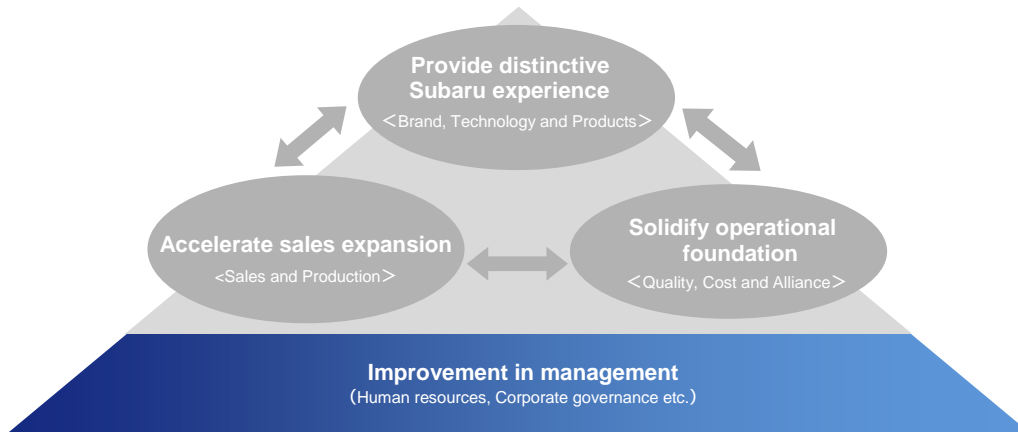 Provide distinctive
Subaru experience
＜Brand, Technology and Products＞
Accelerate sales expansion
<Sales and Production＞
Solidify operational
foundation
＜Quality, Cost and Alliance＞
Improvement in management
（Human resources, Corporate governance etc.）